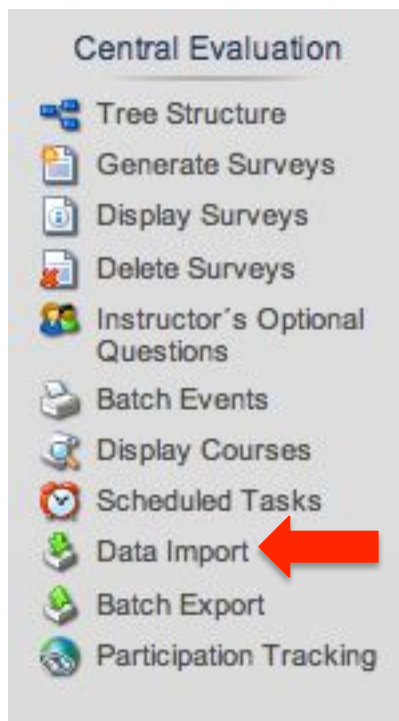 Central Evaluation
Tree Structure
Generate Surveys
Display Surveys
Delete Surveys
Instructor´s Optional
Questions
Batch Events
Display Courses
Scheduled Tasks
Data Import
Batch Export
Participation Tracking